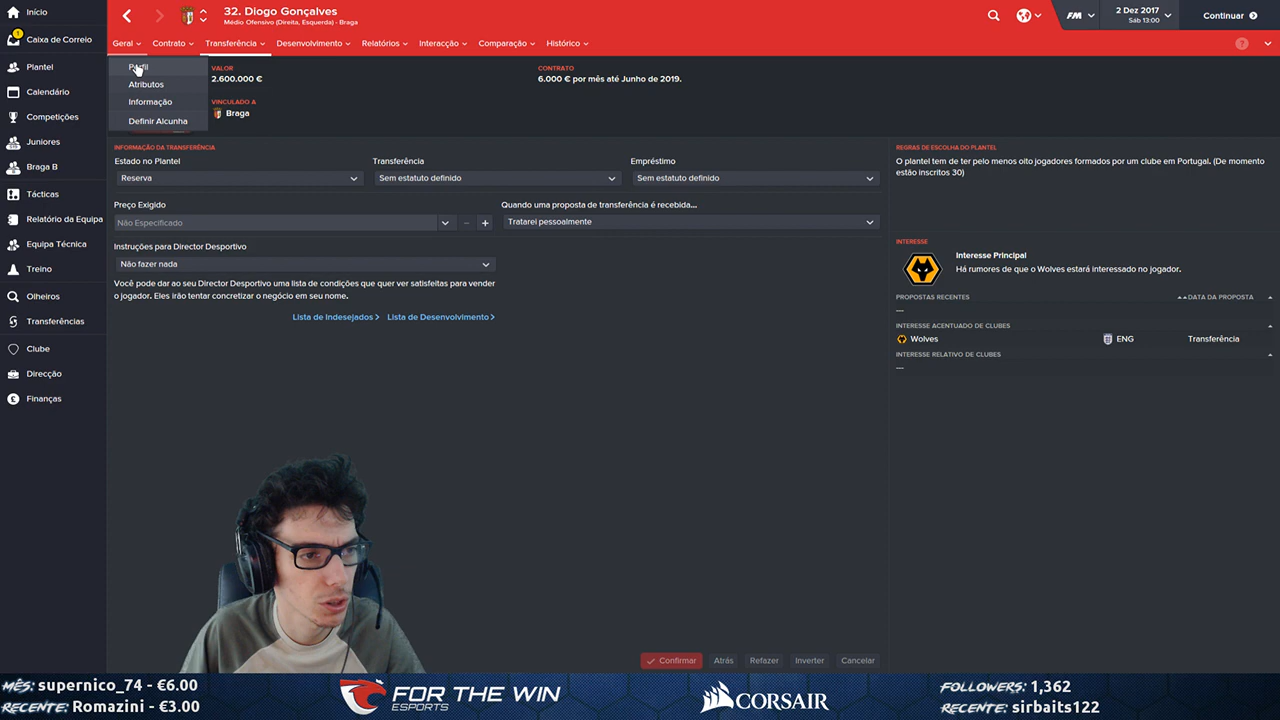 Início
1
Caixa de Correio
Plantel
Calendário
Competições
Juniores
Braga B
Tácticas
Relatório da Equipa
Equipa Técnica
Treino
Olheiros
Transferências
Clube
Direcção
Finanças
32. Diogo Gonçalves
Médio Ofensivo (Direita, Esquerda) - Braga
FM
2 Dez 2017
Sáb 13:00
Continuar
Geral
Contrato
Transferência
Desenvolvimento
Relatórios
Interacção
Comparação
Histórico
?
Perfil
Atributos
Informação
Definir Alcunha
VALOR
2.600.000 €
VINCULADO A
Braga
CONTRATO
6.000 € por mês até Junho de 2019.
INFORMAÇÃO DA TRANSFERÊNCIA
Estado no Plantel
Transferência
Empréstimo
Reserva
Sem estatuto definido
Sem estatuto definido
Preço Exigido
Quando uma proposta de transferência é recebida...
Não Especificado
Tratarei pessoalmente
Instruções para Director Desportivo
Não fazer nada
Você pode dar ao seu Director Desportivo uma lista de condições que quer ver satisfeitas para vender
o jogador. Eles irão tentar concretizar o negócio em seu nome.
Lista de Indesejados >
Lista de Desenvolvimento >
REGRAS DE ESCOLHA DO PLANTEL
O plantel tem de ter pelo menos oito jogadores formados por um clube em Portugal. (De momento
estão inscritos 30)
INTERESSE
Interesse Principal
Há rumores de que o Wolves estará interessado no jogador.
PROPOSTAS RECENTES
DATA DA PROPOSTA
---
INTERESSE ACENTUADO DE CLUBES
Wolves
ENG
Transferência
INTERESSE RELATIVO DE CLUBES
---
Confirmar
Atrás
Refazer
Inverter
Cancelar
MÊS: supernico_74 - €6.00
RECENTE: Romazini - €3.00
FOR THE WIN
ESPORTS
CORSAIR
FOLLOWERS: 1,362
RECENTE: sirbaits122